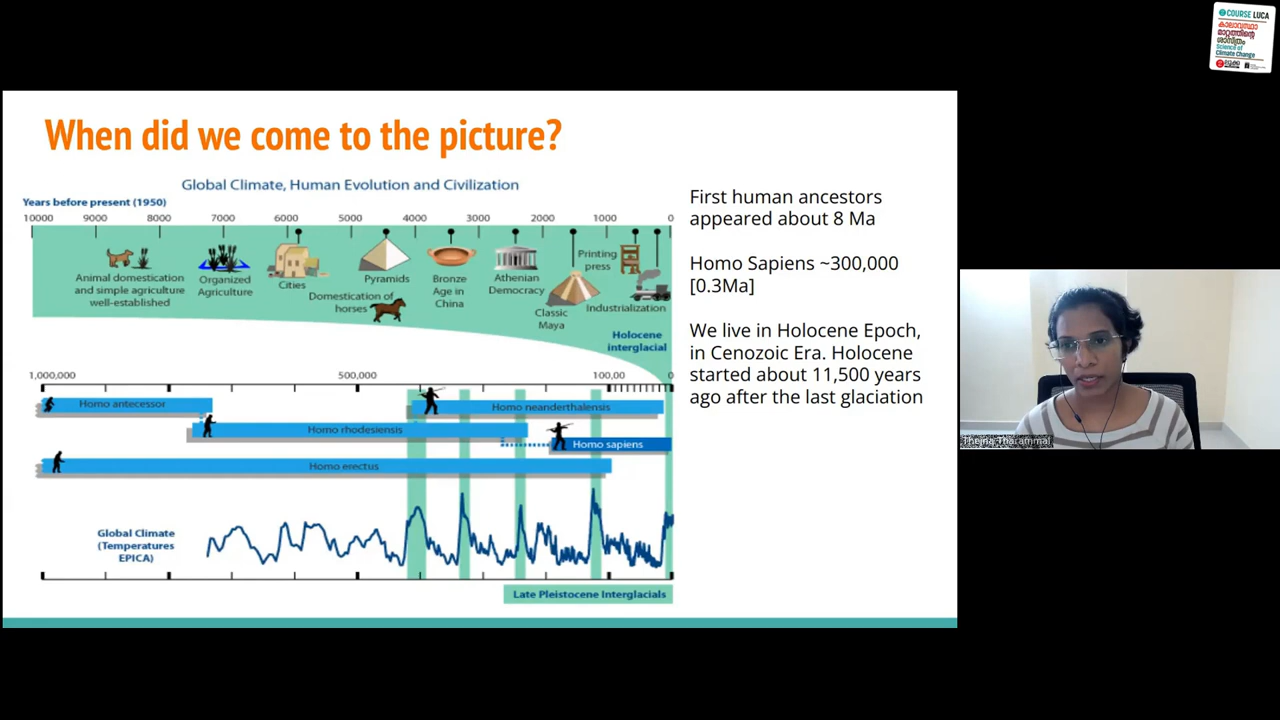 COURSE LUCA
കാലാവസ്ഥാ
മാറ്റത്തിന്റെ
ശാസ്ത്രം
Science of
Climate Change
When did we come to the picture?
Global Climate, Human Evolution and Civilization
Years before present (1950)
10000 9000 8000 7000 6000 5000 4000 3000 2000 1000 0
Animal domestication
and simple agriculture
well-established
Organized
Agriculture
Cities
Domestication of
horses
Pyramids
Bronze
Age in
China
Athenian
Democracy
Classic
Maya
Printing
press
Industrialization
Holocene
interglacial
1,000,000 500,000 100,00 0
Homo antecessor
Homo neanderthalensis
Homo rhodesiensis
Homo sapiens
Homo erectus
Global Climate
(Temperatures
EPICA)
Late Pleistocene Interglacials
First human ancestors
appeared about 8 Ma
Homo Sapiens ~300,000
[0.3Ma]
We live in Holocene Epoch,
in Cenozoic Era. Holocene
started about 11,500 years
ago after the last glaciation
Thejna Tharammal